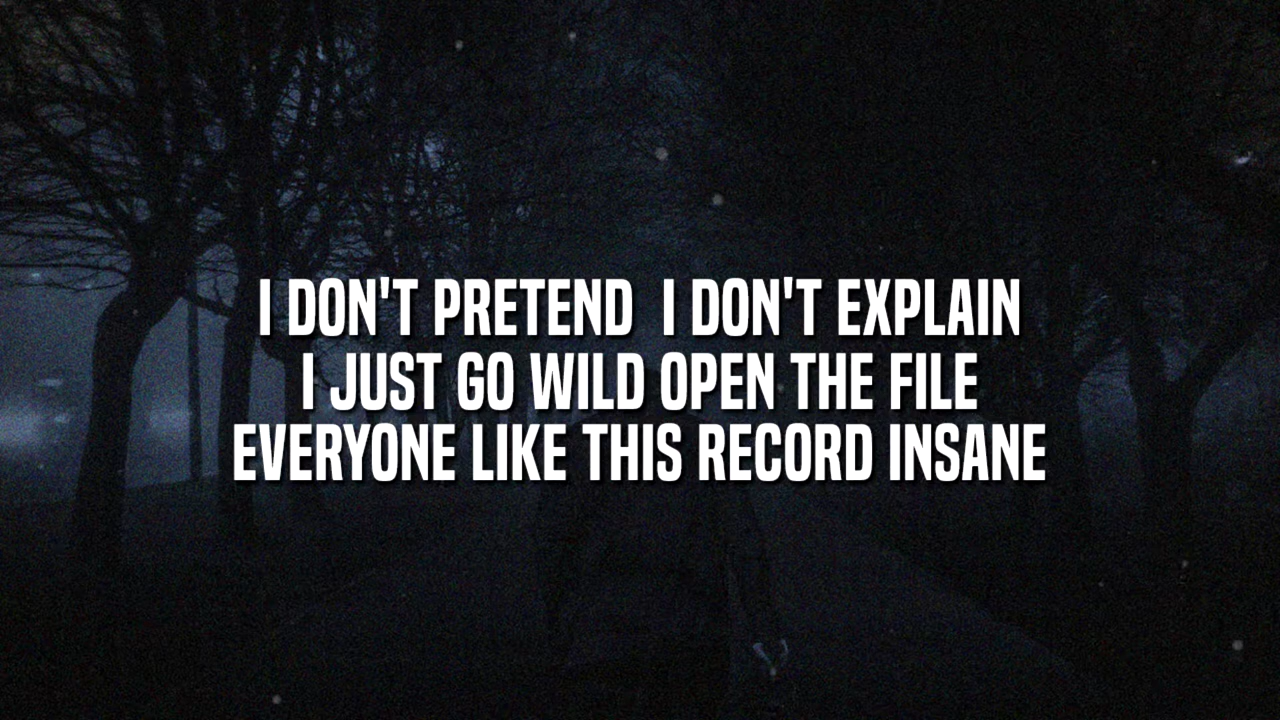 I DON'T PRETEND  I DON'T EXPLAIN
I JUST GO WILD OPEN THE FILE
EVERYONE LIKE THIS RECORD INSANE